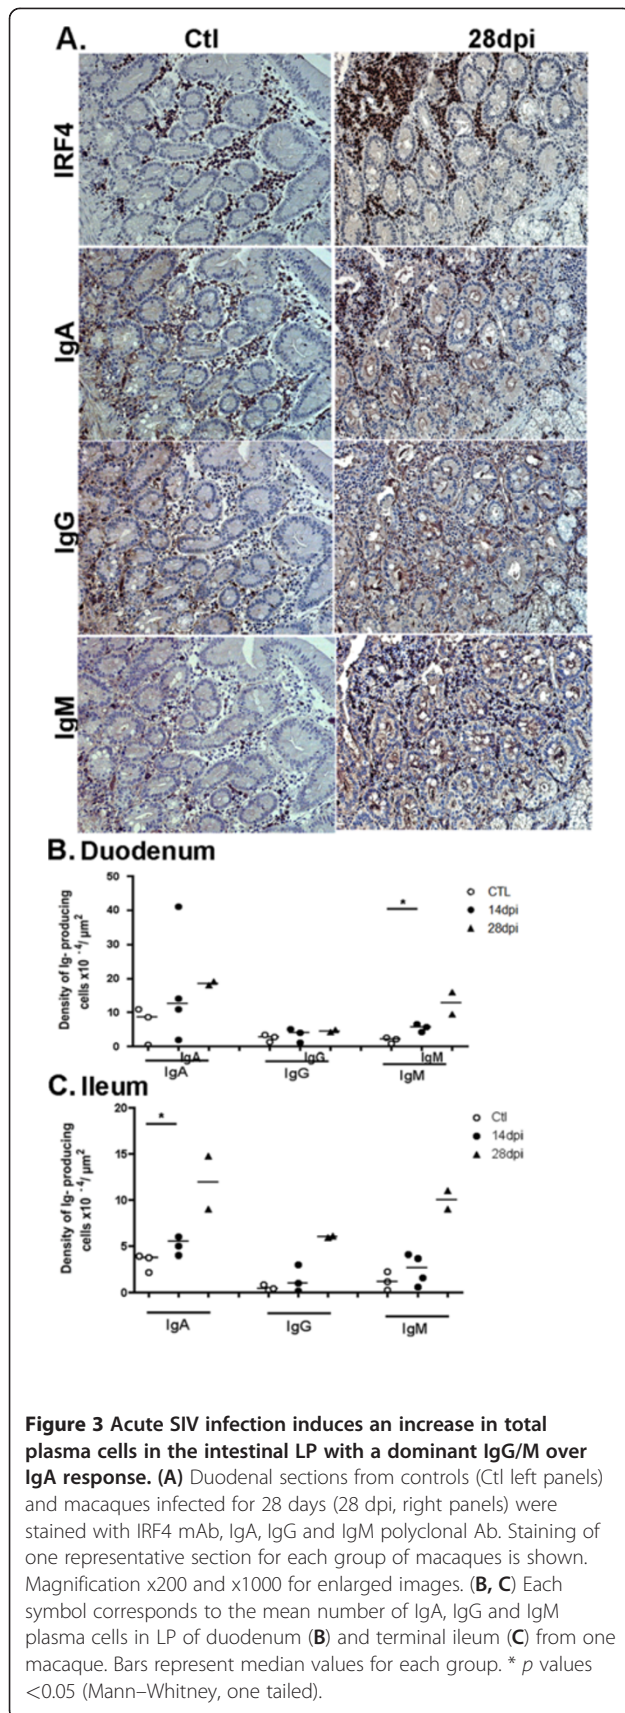 A. Ctl 28dpi
IRF4
IgA
IgG
IgM
B. Duodenum
Density of Ig- producing
cells x10 -4/ µm2
50
40
30
20
10
0
*
CTL
14dpi
28dpi
IgA IgG IgM
IgA IgG IgM
C. Ileum
Density of Ig- producing
cells x10 -4/ µm2
20
15
10
5
0
*
Ctl
14dpi
28dpi
IgA IgG IgM
Figure 3 Acute SIV infection induces an increase in total
plasma cells in the intestinal LP with a dominant IgG/M over
IgA response. (A) Duodenal sections from controls (Ctl left panels)
and macaques infected for 28 days (28 dpi, right panels) were
stained with IRF4 mAb, IgA, IgG and IgM polyclonal Ab. Staining of
one representative section for each group of macaques is shown.
Magnification x200 and x1000 for enlarged images. (B, C) Each
symbol corresponds to the mean number of IgA, IgG and IgM
plasma cells in LP of duodenum (B) and terminal ileum (C) from one
macaque. Bars represent median values for each group. * p values
<0.05 (Mann–Whitney, one tailed).